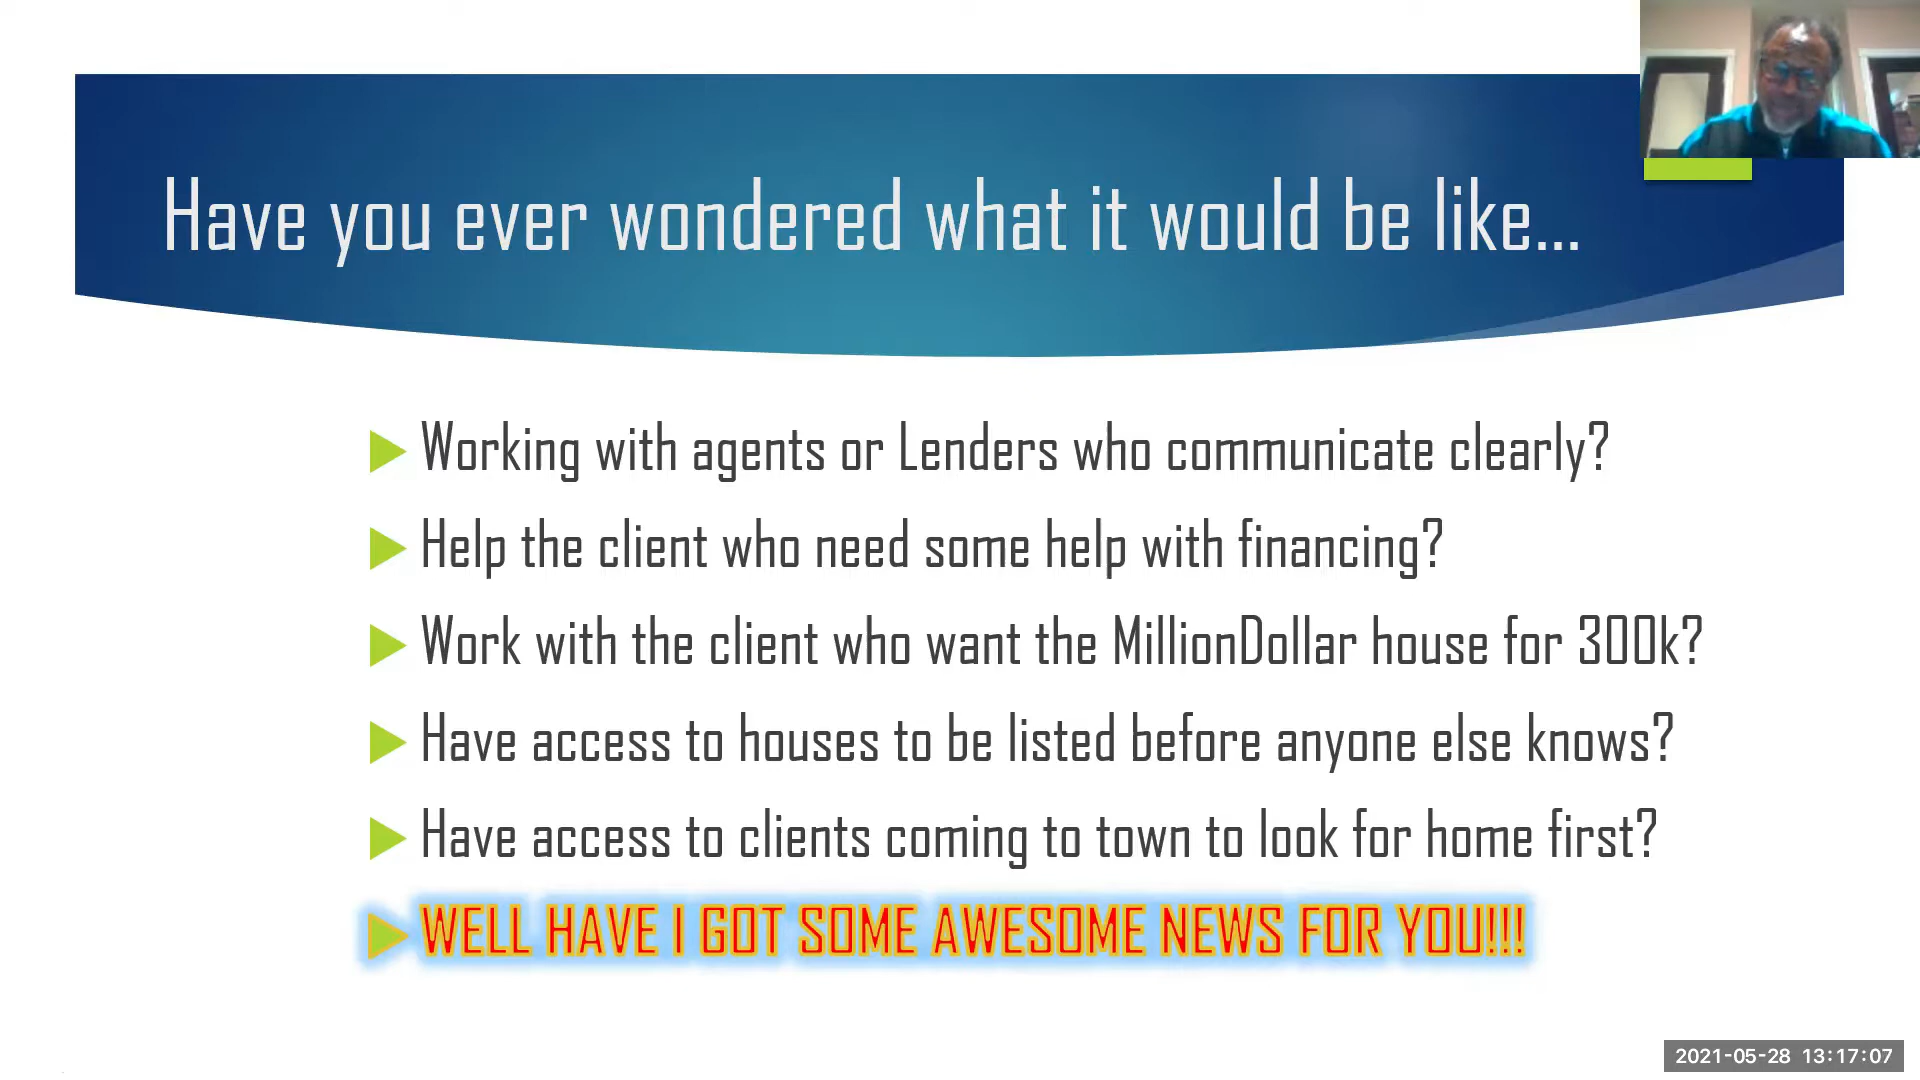 Have you ever wondered what it would be like...
Working with agents or Lenders who communicate clearly?
Help the client who need some help with financing?
Work with the client who want the MillionDollar house for 300k?
Have access to houses to be listed before anyone else knows?
Have access to clients coming to town to look for home first?
WELL HAVE I GOT SOME AWESOME NEWS FOR YOU!!!
2021-05-28 13:17:07